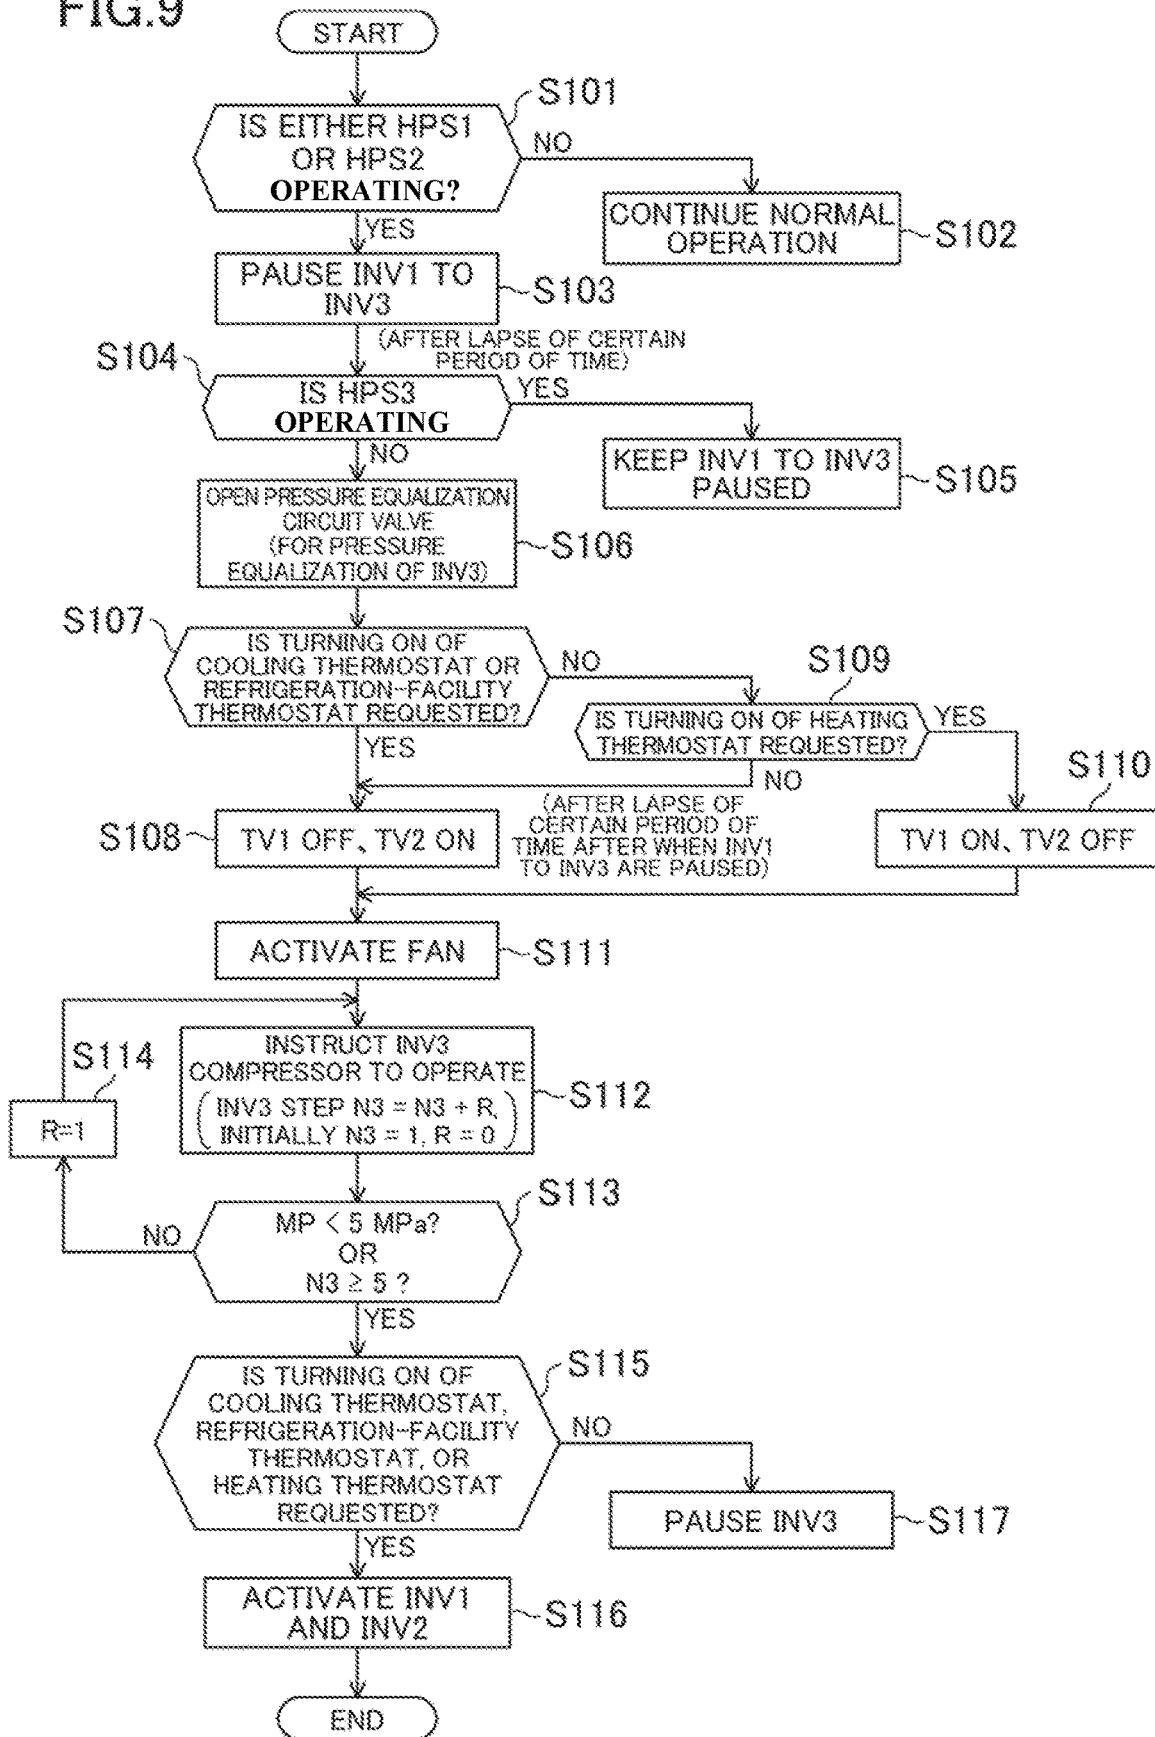 FIG.9
START
S101
IS EITHER HPS1
OR HPS2
OPERATING?
NO
YES
CONTINUE NORMAL
OPERATION
S102
PAUSE INV1 TO
INV3
S103
(AFTER LAPSE OF CERTAIN
PERIOD OF TIME)
S104
IS HPS3
OPERATING
YES
NO
KEEP INV1 TO INV3
PAUSED
S105
OPEN PRESSURE EQUALIZATION
CIRCUIT VALVE
(FOR PRESSURE
EQUALIZATION OF INV3)
S106
S107
IS TURNING ON OF
COOLING THERMOSTAT OR
REFRIGERATION-FACILITY
THERMOSTAT REQUESTED?
NO
YES
S109
IS TURNING ON OF HEATING
THERMOSTAT REQUESTED?
YES
NO
S110
S108
TV1 OFF、TV2 ON
(AFTER LAPSE OF
CERTAIN PERIOD OF
TIME AFTER WHEN INV1
TO INV3 ARE PAUSED)
TV1 ON、TV2 OFF
ACTIVATE FAN
S111
S114
R=1
INSTRUCT INV3
COMPRESSOR TO OPERATE
(INV3 STEP N3 = N3 + R,
INITIALLY N3 = 1, R = 0)
S112
S113
MP < 5 MPa?
OR
N3 ≥ 5 ?
NO
YES
S115
IS TURNING ON OF
COOLING THERMOSTAT,
REFRIGERATION-FACILITY
THERMOSTAT, OR
HEATING THERMOSTAT
REQUESTED?
NO
YES
PAUSE INV3
S117
ACTIVATE INV1
AND INV2
S116
END